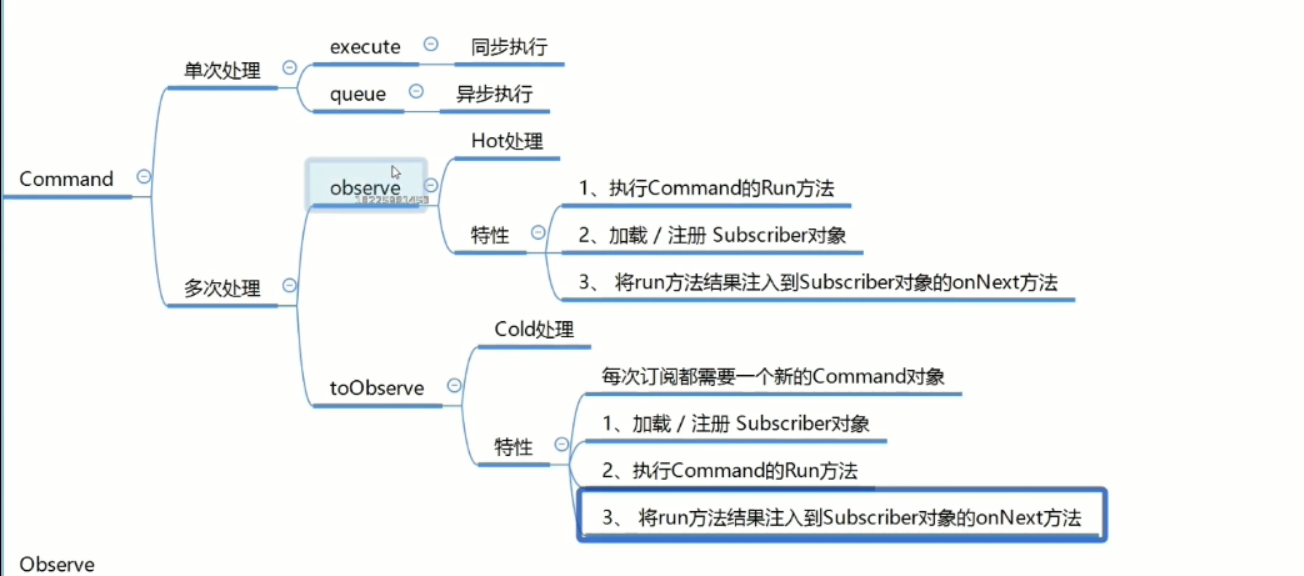 execute
同步执行
单次处理
queue
异步执行
Hot处理
Command
observe
1、执行Command的Run方法
特性
2、加载 / 注册 Subscriber对象
多次处理
3、 将run方法结果注入到Subscriber对象的onNext方法
Cold处理
toObserve
每次订阅都需要一个新的Command对象
1、加载 / 注册 Subscriber对象
特性
2、执行Command的Run方法
3、 将run方法结果注入到Subscriber对象的onNext方法
Observe